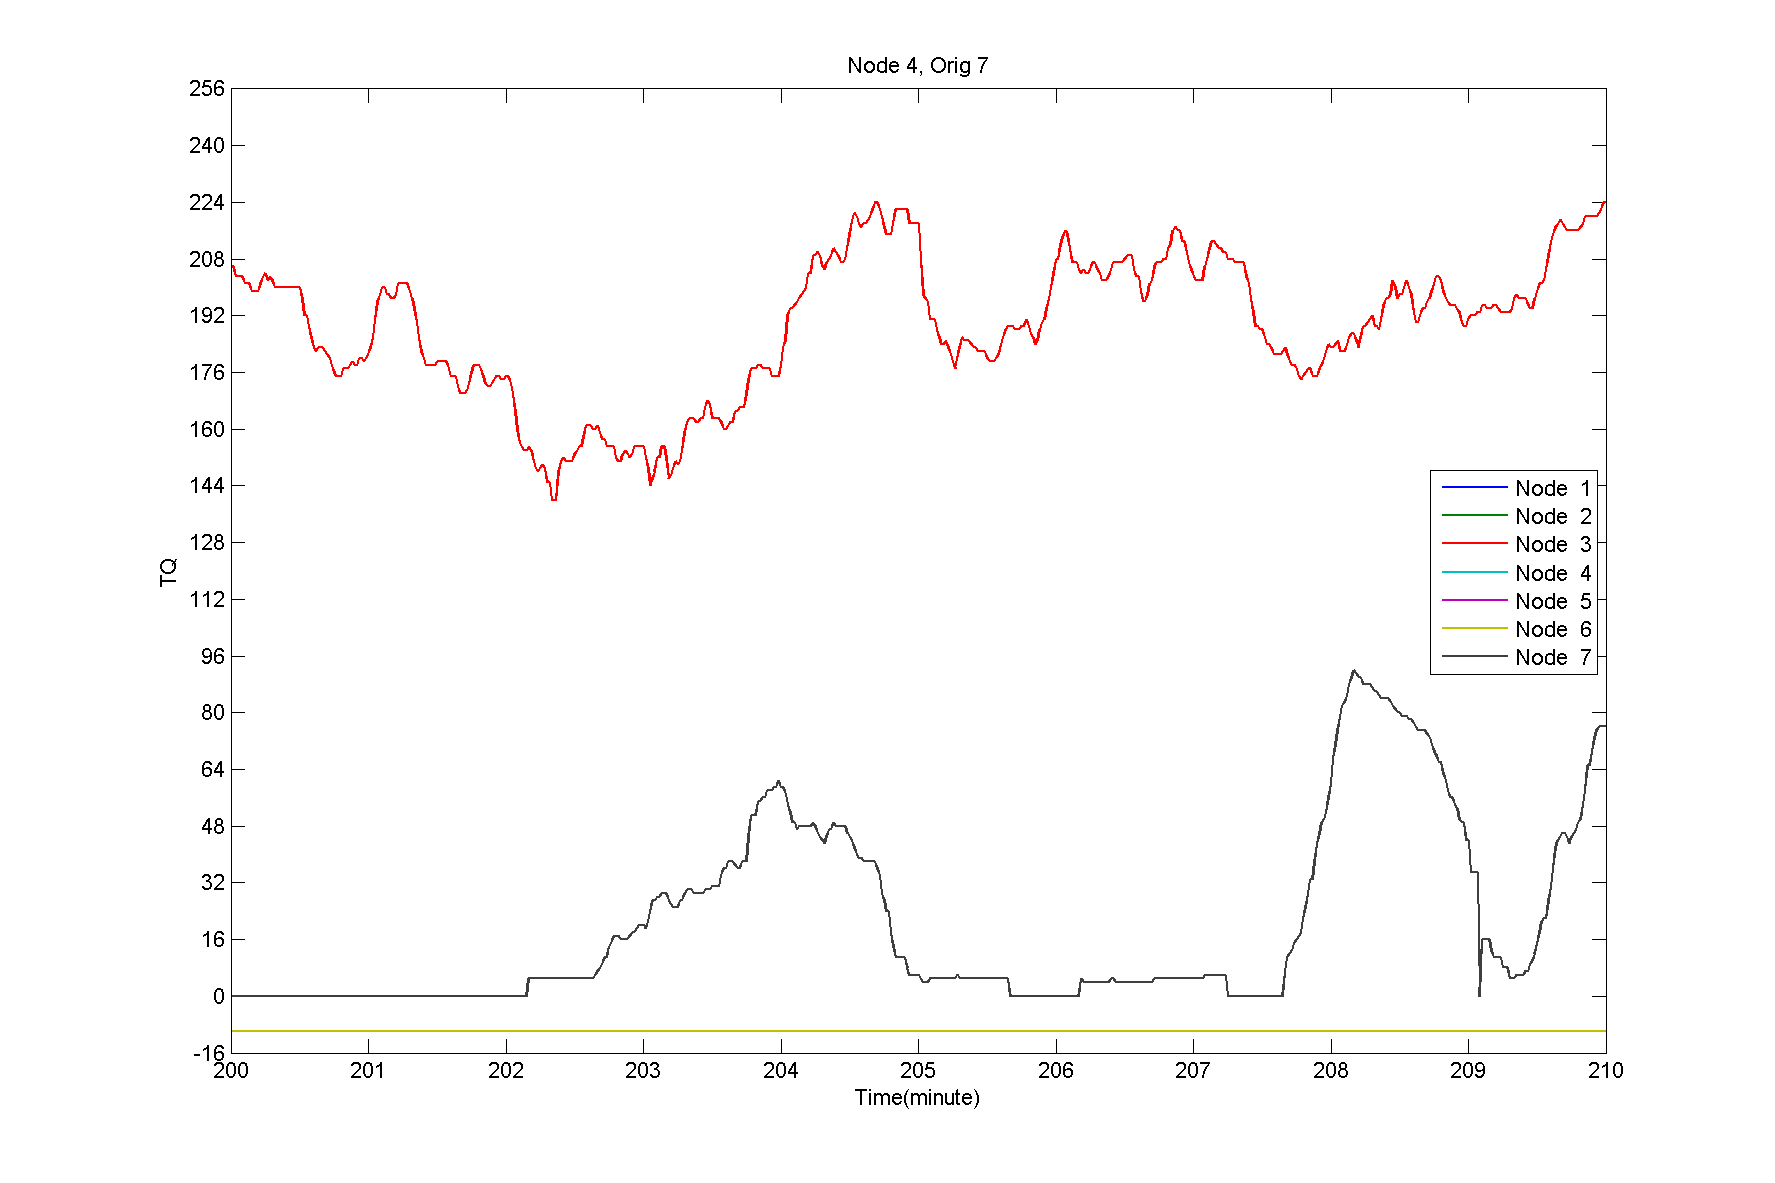 Node 4, Orig 7
256
240
224
208
192
176
160
144
128
112
96
80
64
48
32
16
0
-16
TQ
Node 1
Node 2
Node 3
Node 4
Node 5
Node 6
Node 7
200 201 202 203 204 205 206 207 208 209 210
Time(minute)